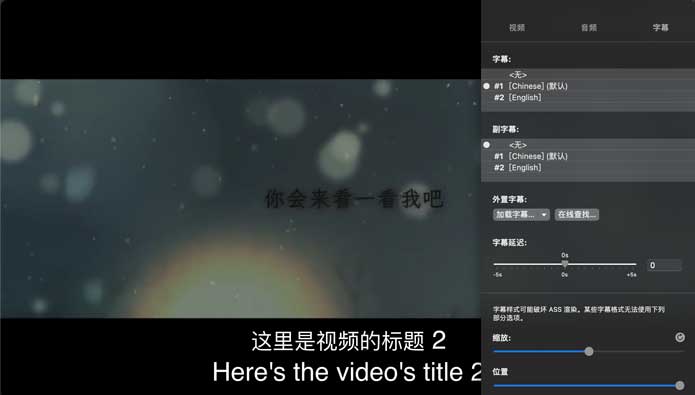 你会来看一看我吧
这里是视频的标题 2
Here's the video's title 2
视频 音频 字幕
字幕:
<无>
#1 [Chinese] (默认)
#2 [English]
副字幕:
<无>
#1 [Chinese] (默认)
#2 [English]
外置字幕:
加载字幕... 在线查找...
字幕延迟:
0s
0
-5s 0s +5s
字幕样式可能破坏 ASS 渲染。某些字幕格式无法使用下列
部分选项。
缩放:
位置